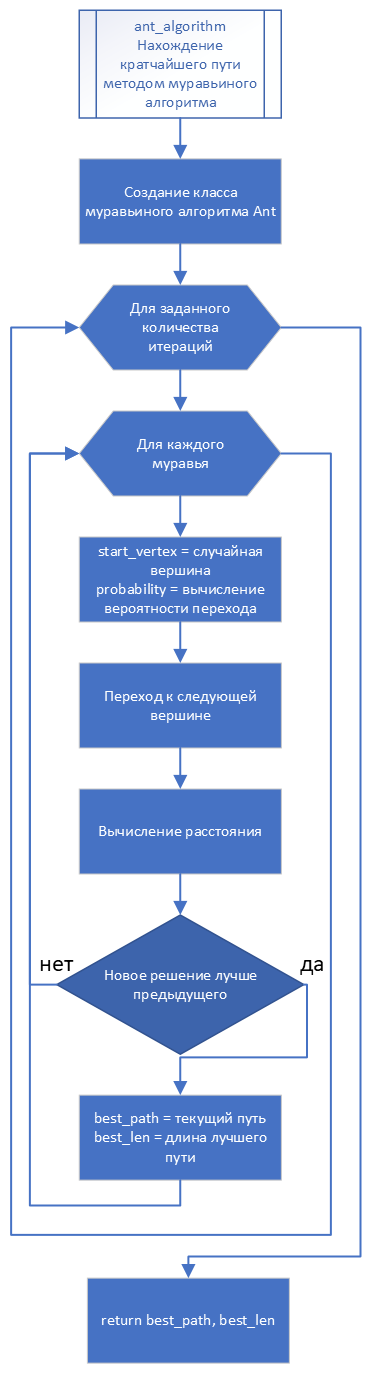 ant_algorithm
Нахождение
кратчайшего пути
методом муравьиного
алгоритма
Создание класса
муравьиного алгоритма Ant
Для заданного
количества
итераций
Для каждого
муравья
start_vertex = случайная
вершина
probability = вычисление
вероятности перехода
Переход к следующей
вершине
Вычисление расстояния
нет
да
Новое решение лучше
предыдущего
best_path = текущий путь
best_len = длина лучшего
пути
return best_path, best_len